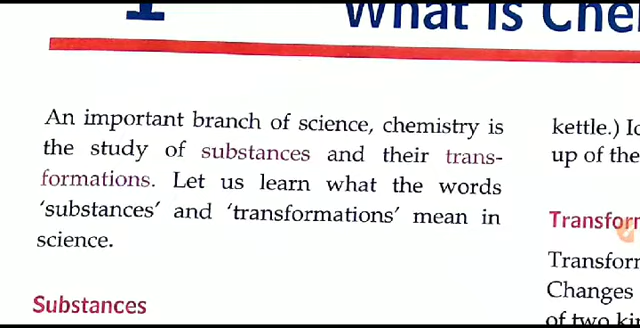 1 What is Che
An important branch of science, chemistry is
the study of substances and their trans-
formations. Let us learn what the words
‘substances’ and ‘transformations’ mean in
science.
Substances
kettle.)
up of the
Transfor
Transfor
Changes
of two